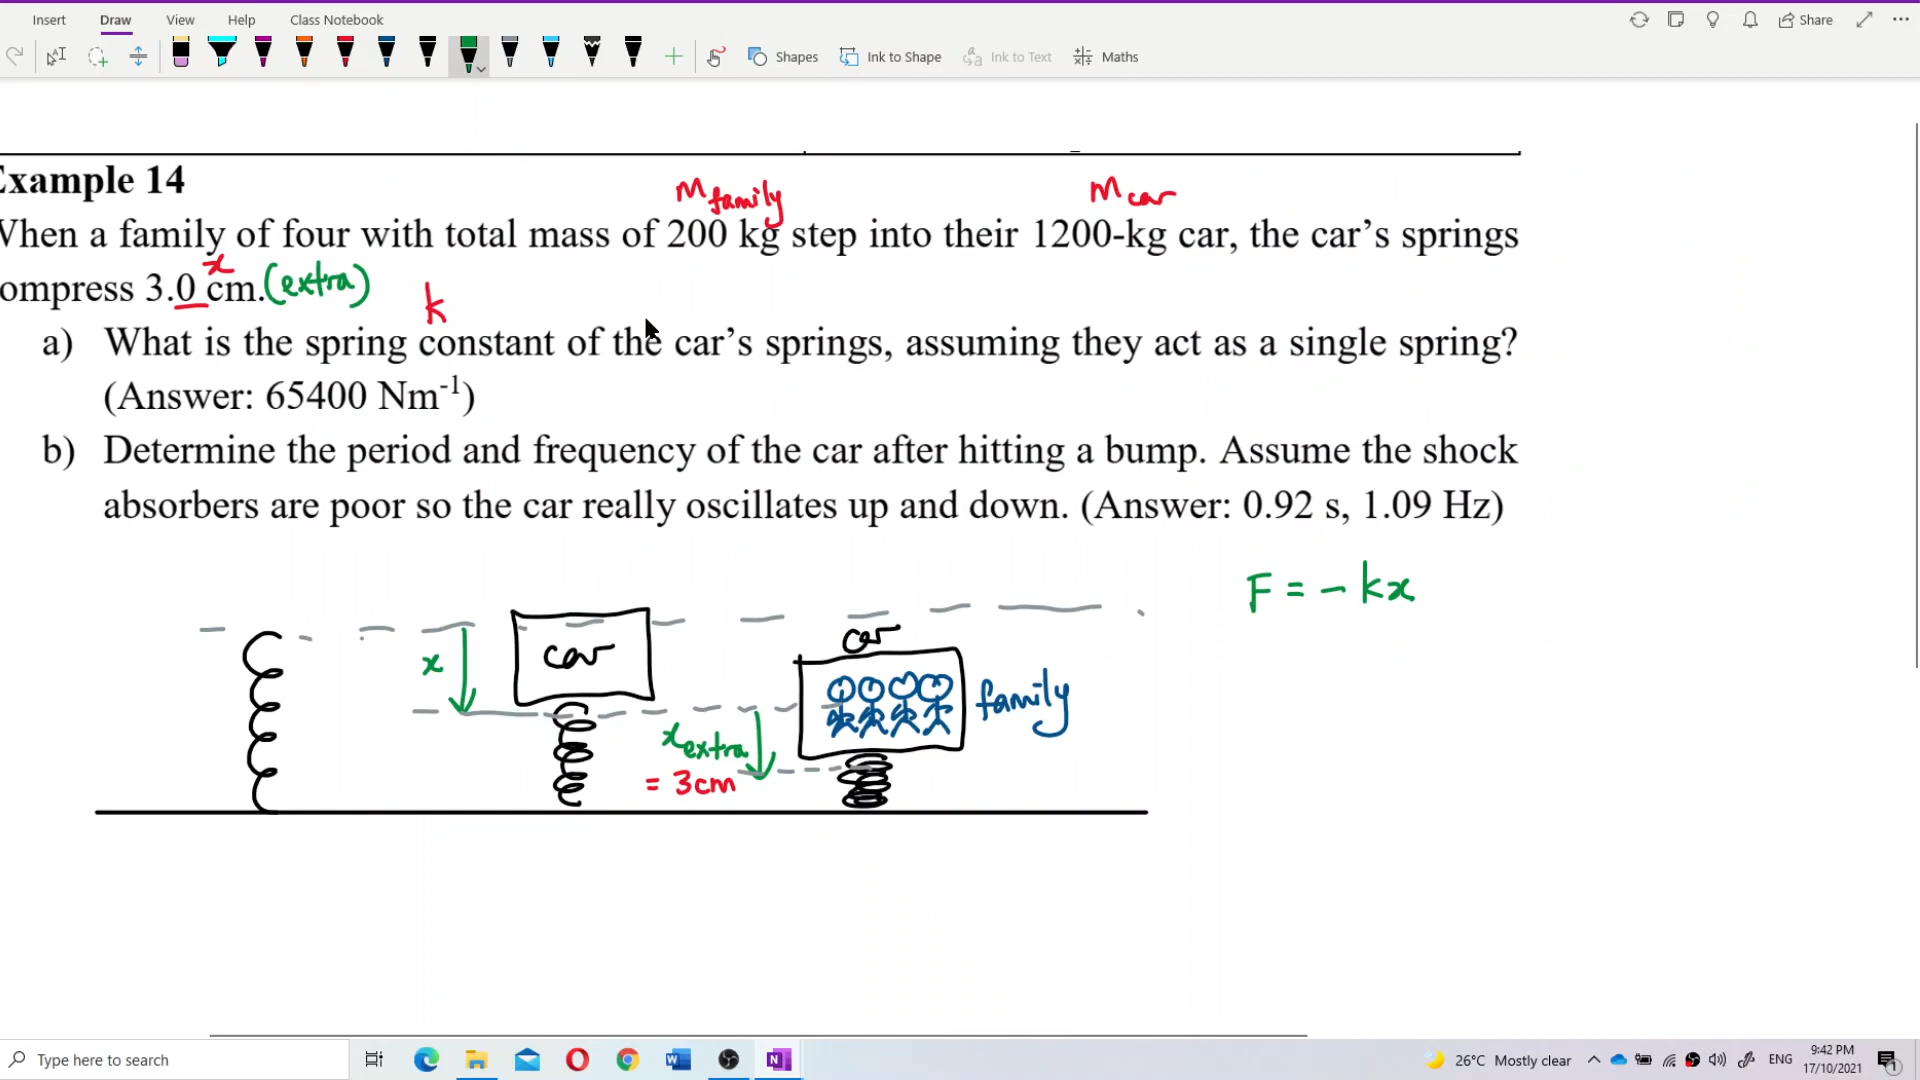 Insert Draw View Help Class Notebook Share
Shapes Ink to Shape Ink to Text Maths
Example 14
M family M car
When a family of four with total mass of 200 kg step into their 1200-kg car, the car's springs
x
ompress 3.0 cm. (extra)
k
a) What is the spring constant of the car's springs, assuming they act as a single spring?
(Answer: 65400 Nm⁻¹)
b) Determine the period and frequency of the car after hitting a bump. Assume the shock
absorbers are poor so the car really oscillates up and down. (Answer: 0.92 s, 1.09 Hz)
F = - kx
x
car
car
family
x extra
= 3cm
Type here to search
26°C Mostly clear ENG 9:42 PM
17/10/2021
1